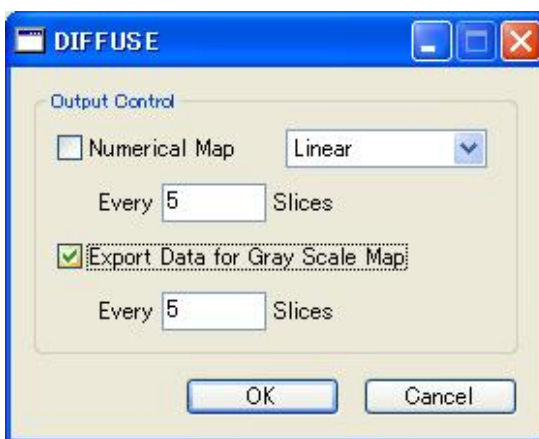 DIFFUSE
Output Control
Numerical Map Linear
Every 5 Slices
Export Data for Gray Scale Map
Every 5 Slices
OK Cancel